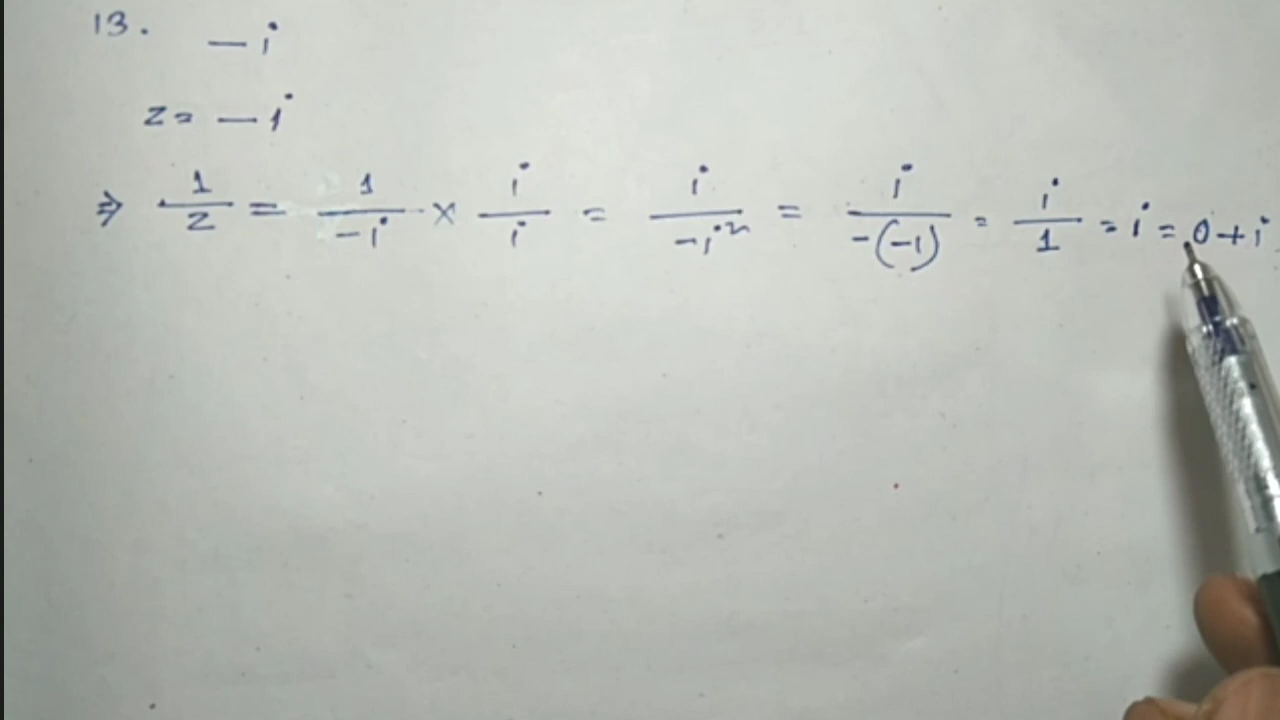 13. -i
z = -i
⇒ 1/z = 1/-i × i/i = i/-i² = i/-(-1) = i/1 = i = 0+i